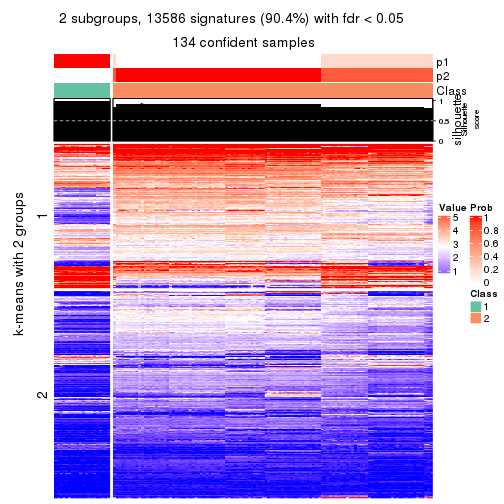 2 subgroups, 13586 signatures (90.4%) with fdr < 0.05
134 confident samples
p1
p2
Class
1
0.5
0
silhouette
Silhouette
score
k-means with 2 groups
1
2
Value
5
4
3
2
1
Prob
1
0.8
0.6
0.4
0.2
0
Class
1
2